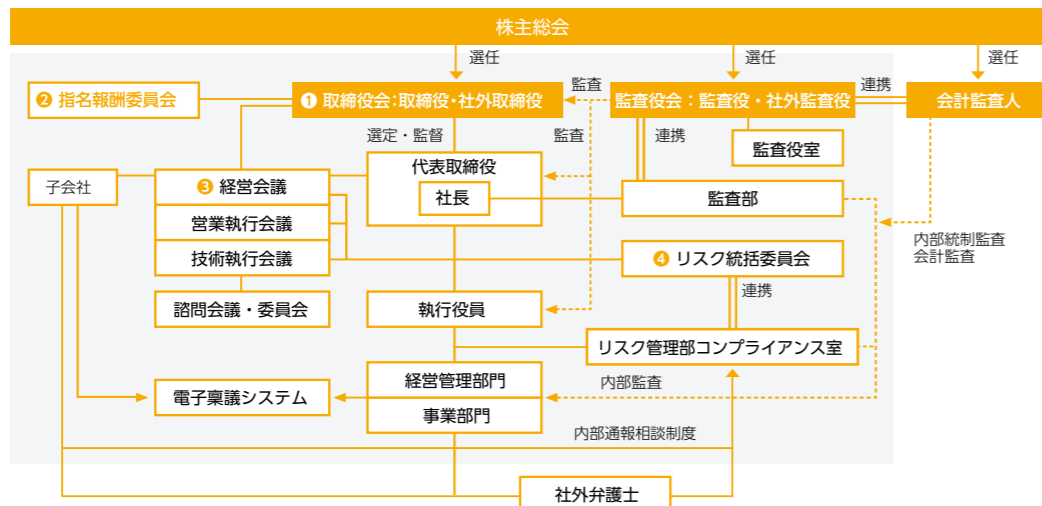 株主総会
選任
選任
選任
❷ 指名報酬委員会
❶ 取締役会:取締役・社外取締役
監査
監査役会：監査役・社外監査役
連携
会計監査人
選定・監督
監査
連携
監査役室
子会社
❸ 経営会議
代表取締役
社長
監査部
営業執行会議
技術執行会議
❹ リスク統括委員会
内部統制監査
会計監査
連携
諮問会議・委員会
執行役員
リスク管理部コンプライアンス室
経営管理部門
内部監査
電子稟議システム
事業部門
内部通報相談制度
社外弁護士